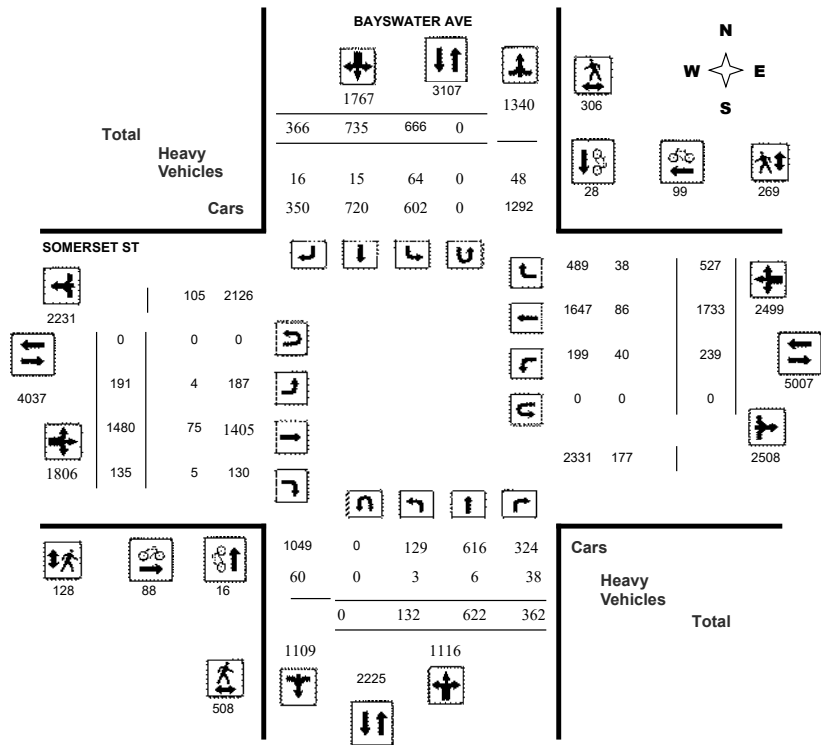 BAYSWATER AVE
N
W E
S
1767 3107 1340 306
Total 366 735 666 0
Heavy
Vehicles 16 15 64 0 48
28 99 269
Cars 350 720 602 0 1292
SOMERSET ST
489 38 527
105 2126
2231
1647 86 1733 2499
0 0 0
4037
199 40 239
5007
191 4 187
0 0 0
1480 75 1405
1806 135 5 130
2331 177 2508
1049 0 129 616 324 Cars
60 0 3 6 38 Heavy
Vehicles
128 88 16
0 132 622 362 Total
1109 1116
2225
508